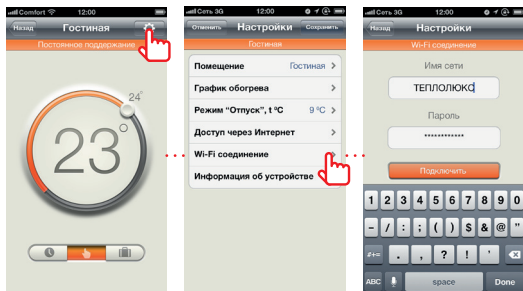 Comfort 12:00
Назад Гостиная
Постоянное поддержание
24°
23°
Сеть 3G 12:00
Отменить Настройки Сохранить
Гостиная
Помещение Гостиная >
График обогрева >
Режим "Отпуск", t °C 9 °C >
Доступ через Интернет >
Wi-Fi соединение >
Информация об устройстве
Сеть 3G 12:00
Назад Настройки
Wi-Fi соединение
Имя сети
ТЕПЛОЛЮКС
Пароль
************
Подключить
1 2 3 4 5 6 7 8 9 0
- / : ; ( ) $ & @ "
#+= . , ? ! '
ABC space Done